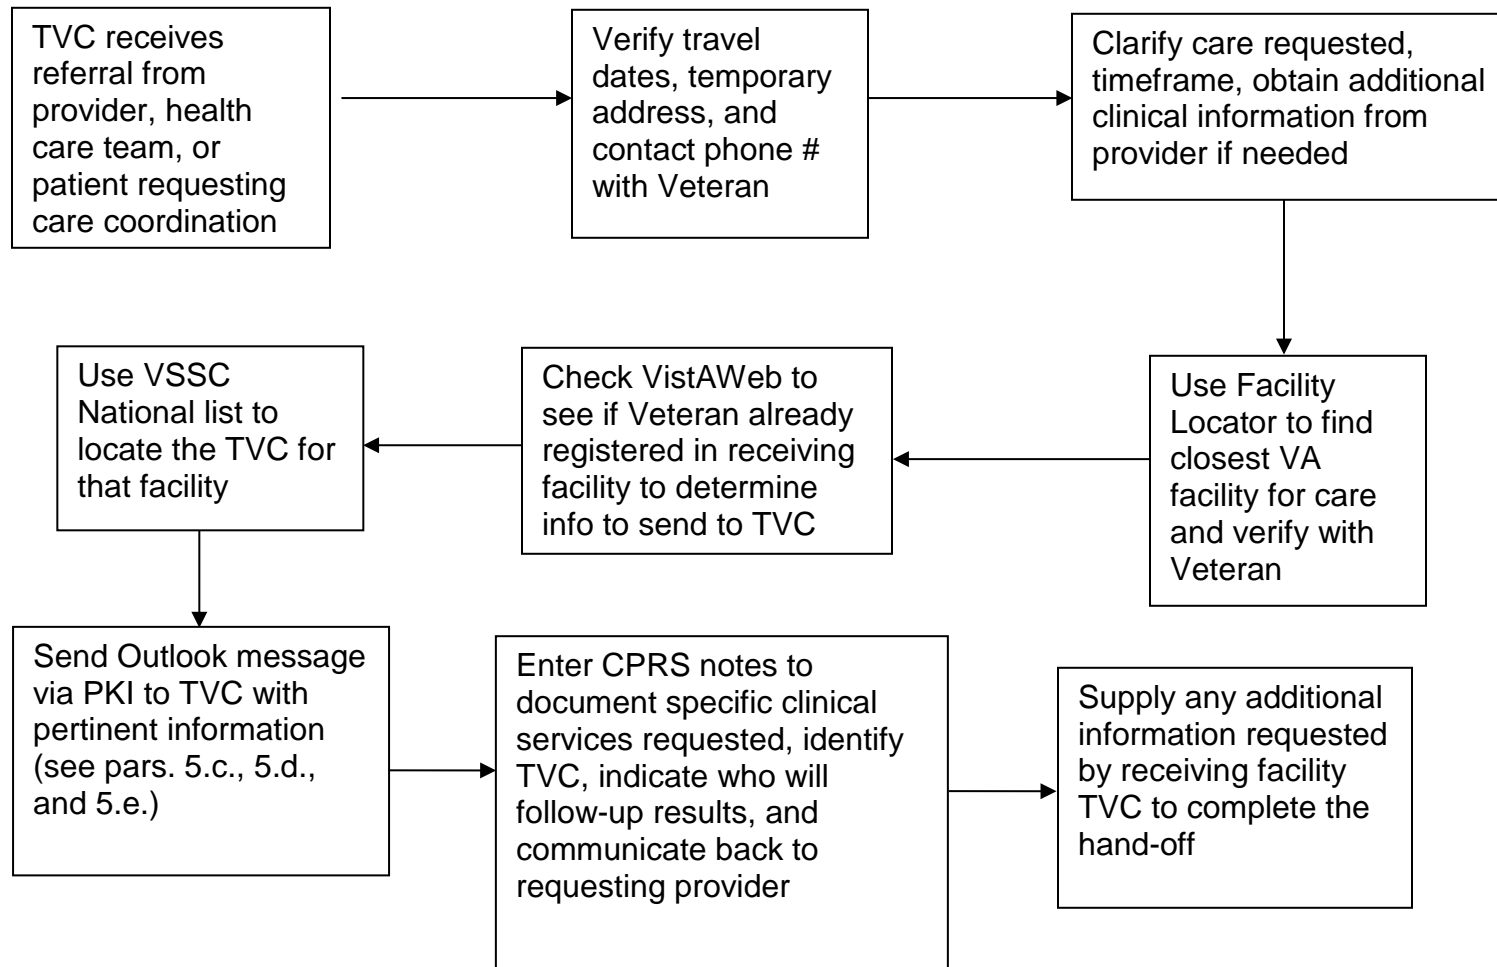 TVC receives
referral from
provider, health
care team, or
patient requesting
care coordination
Verify travel
dates, temporary
address, and
contact phone #
with Veteran
Clarify care requested,
timeframe, obtain additional
clinical information from
provider if needed
Use Facility
Locator to find
closest VA
facility for care
and verify with
Veteran
Check VistAWeb to
see if Veteran already
registered in receiving
facility to determine
info to send to TVC
Use VSSC
National list to
locate the TVC for
that facility
Send Outlook message
via PKI to TVC with
pertinent information
(see pars. 5.c., 5.d.,
and 5.e.)
Enter CPRS notes to
document specific clinical
services requested, identify
TVC, indicate who will
follow-up results, and
communicate back to
requesting provider
Supply any additional
information requested
by receiving facility
TVC to complete the
hand-off